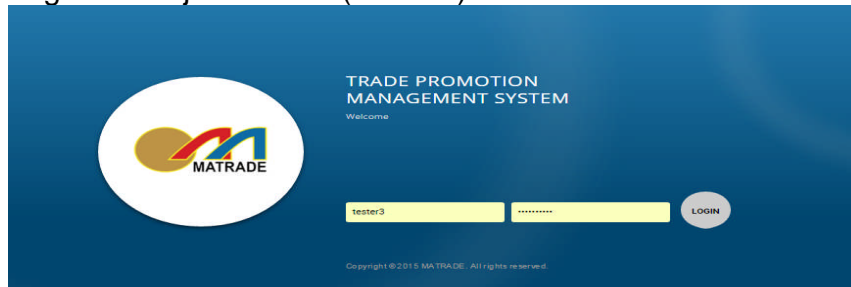 TRADE PROMOTION
MANAGEMENT SYSTEM
Welcome
MATRADE
tester3
LOGIN
Copyright ©2015 MATRADE. All rights reserved.